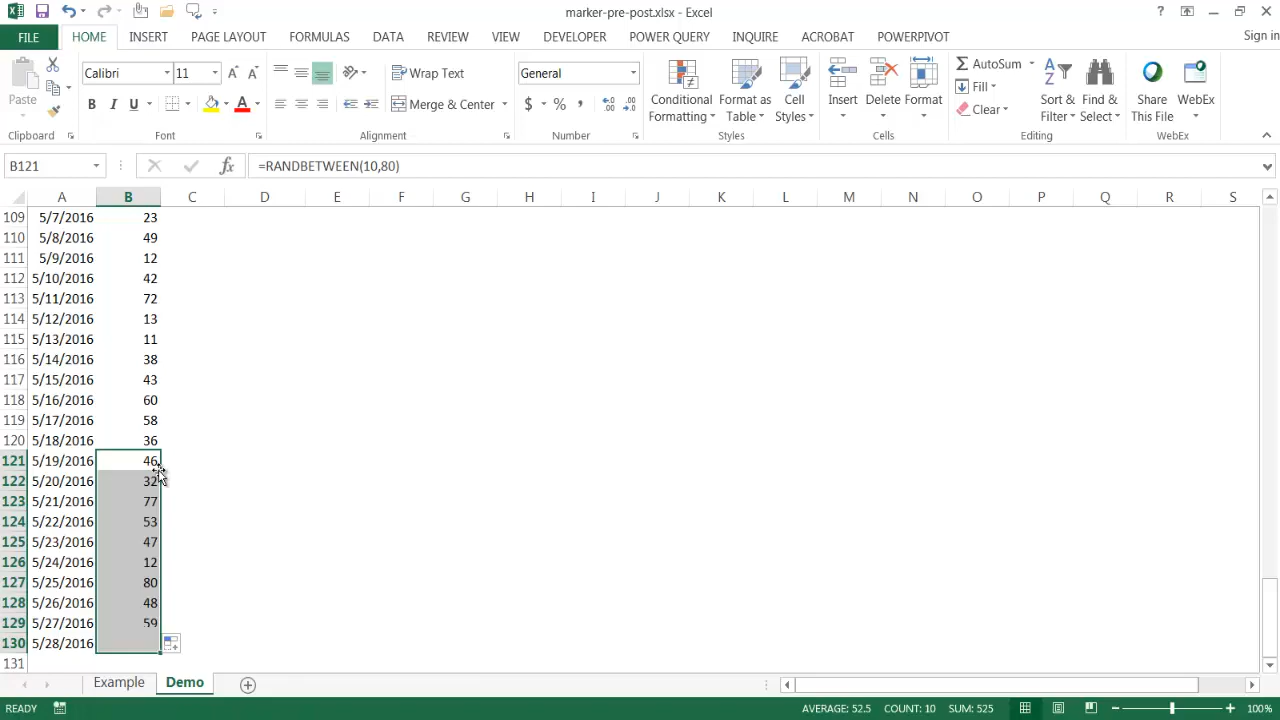 marker-pre-post.xlsx - Excel
?
FILE HOME INSERT PAGE LAYOUT FORMULAS DATA REVIEW VIEW DEVELOPER POWER QUERY INQUIRE ACROBAT POWERPIVOT Sign in
Paste
Calibri 11
B I U A
Wrap Text
Merge & Center
General
$ % ,
Conditional Formatting
Format as Table
Cell Styles
Insert Delete Format
AutoSum
Fill
Clear
Sort & Filter
Find & Select
Share This File
WebEx
Clipboard Font Alignment Number Styles Cells Editing WebEx
B121 fx =RANDBETWEEN(10,80)
A B C D E F G H I J K L M N O P Q R S
109 5/7/2016 23
110 5/8/2016 49
111 5/9/2016 12
112 5/10/2016 42
113 5/11/2016 72
114 5/12/2016 13
115 5/13/2016 11
116 5/14/2016 38
117 5/15/2016 43
118 5/16/2016 60
119 5/17/2016 58
120 5/18/2016 36
121 5/19/2016 46
122 5/20/2016 32
123 5/21/2016 77
124 5/22/2016 53
125 5/23/2016 47
126 5/24/2016 12
127 5/25/2016 80
128 5/26/2016 48
129 5/27/2016 59
130 5/28/2016
131
Example Demo
READY AVERAGE: 52.5 COUNT: 10 SUM: 525 100%